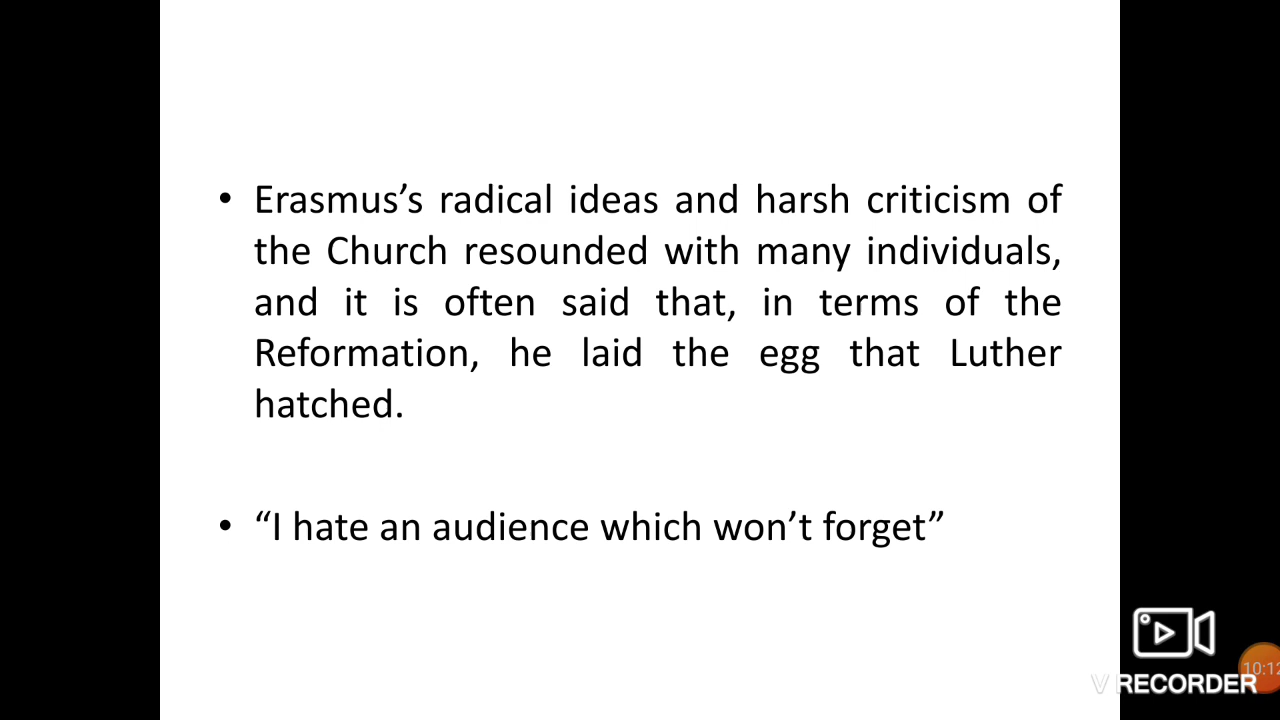 • Erasmus’s radical ideas and harsh criticism of
the Church resounded with many individuals,
and it is often said that, in terms of the
Reformation, he laid the egg that Luther
hatched.
• “I hate an audience which won’t forget”
10:12
V RECORDER